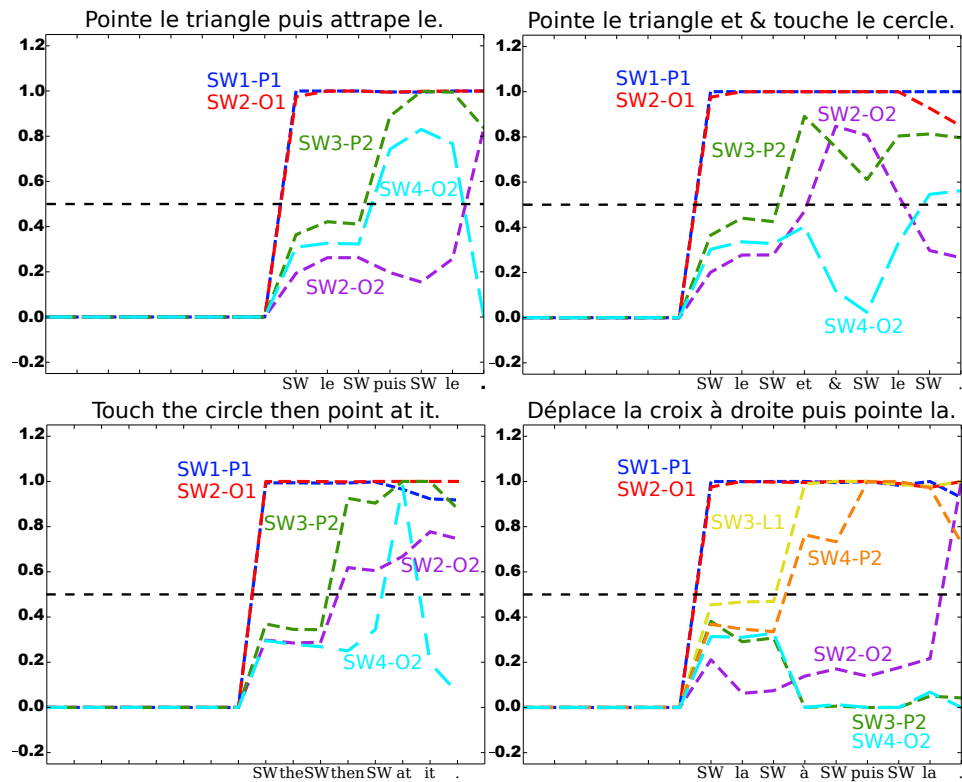 Pointe le triangle puis attrape le.
1.2
1.0
0.8
0.6
0.4
0.2
0.0
−0.2
SW1-P1
SW2-O1
SW3-P2
SW4-O2
SW2-O2
SW le SW puis SW le .
Pointe le triangle et & touche le cercle.
1.2
1.0
0.8
0.6
0.4
0.2
0.0
−0.2
SW1-P1
SW2-O1
SW2-O2
SW3-P2
SW4-O2
SW le SW et & SW le SW .
Touch the circle then point at it.
1.2
1.0
0.8
0.6
0.4
0.2
0.0
−0.2
SW1-P1
SW2-O1
SW3-P2
SW2-O2
SW4-O2
SW the SW then SW at it .
Déplace la croix à droite puis pointe la.
1.2
1.0
0.8
0.6
0.4
0.2
0.0
−0.2
SW1-P1
SW2-O1
SW3-L1
SW4-P2
SW2-O2
SW3-P2
SW4-O2
SW la SW à SW puis SW la .